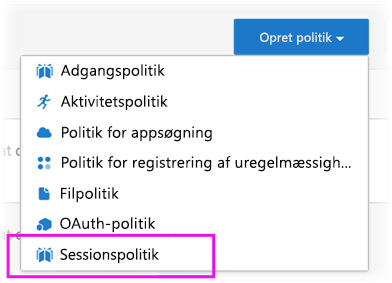 Opret politik
Adgangspolitik
Aktivitetspolitik
Politik for appsøgning
Politik for registrering af uregelmæssigh...
Filpolitik
OAuth-politik
Sessionspolitik